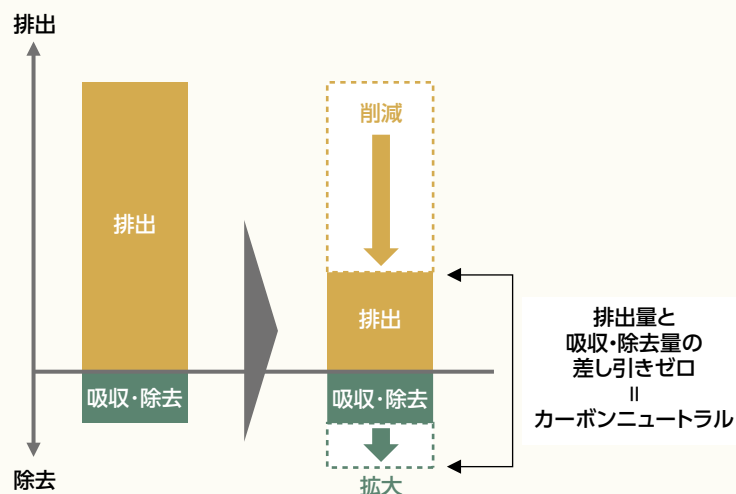 排出
排出
吸収・除去
除去
削減
排出
吸収・除去
拡大
排出量と
吸収・除去量の
差し引きゼロ
=
カーボンニュートラル